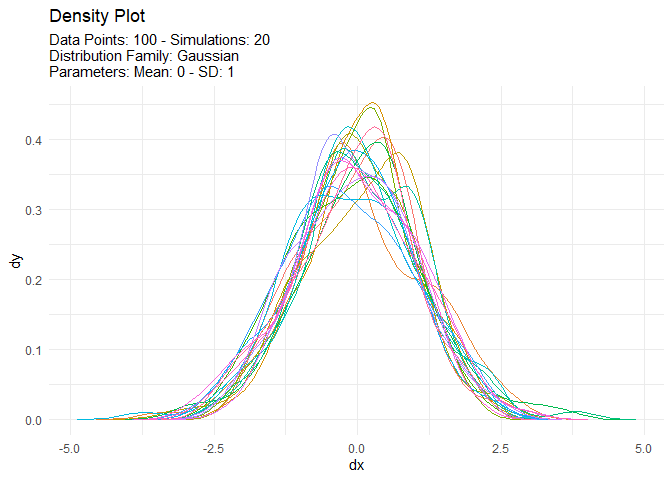 Density Plot
Data Points: 100 - Simulations: 20
Distribution Family: Gaussian
Parameters: Mean: 0 - SD: 1
0.4
0.3
dy
0.2
0.1
0.0
-5.0 -2.5 0.0 2.5 5.0
dx